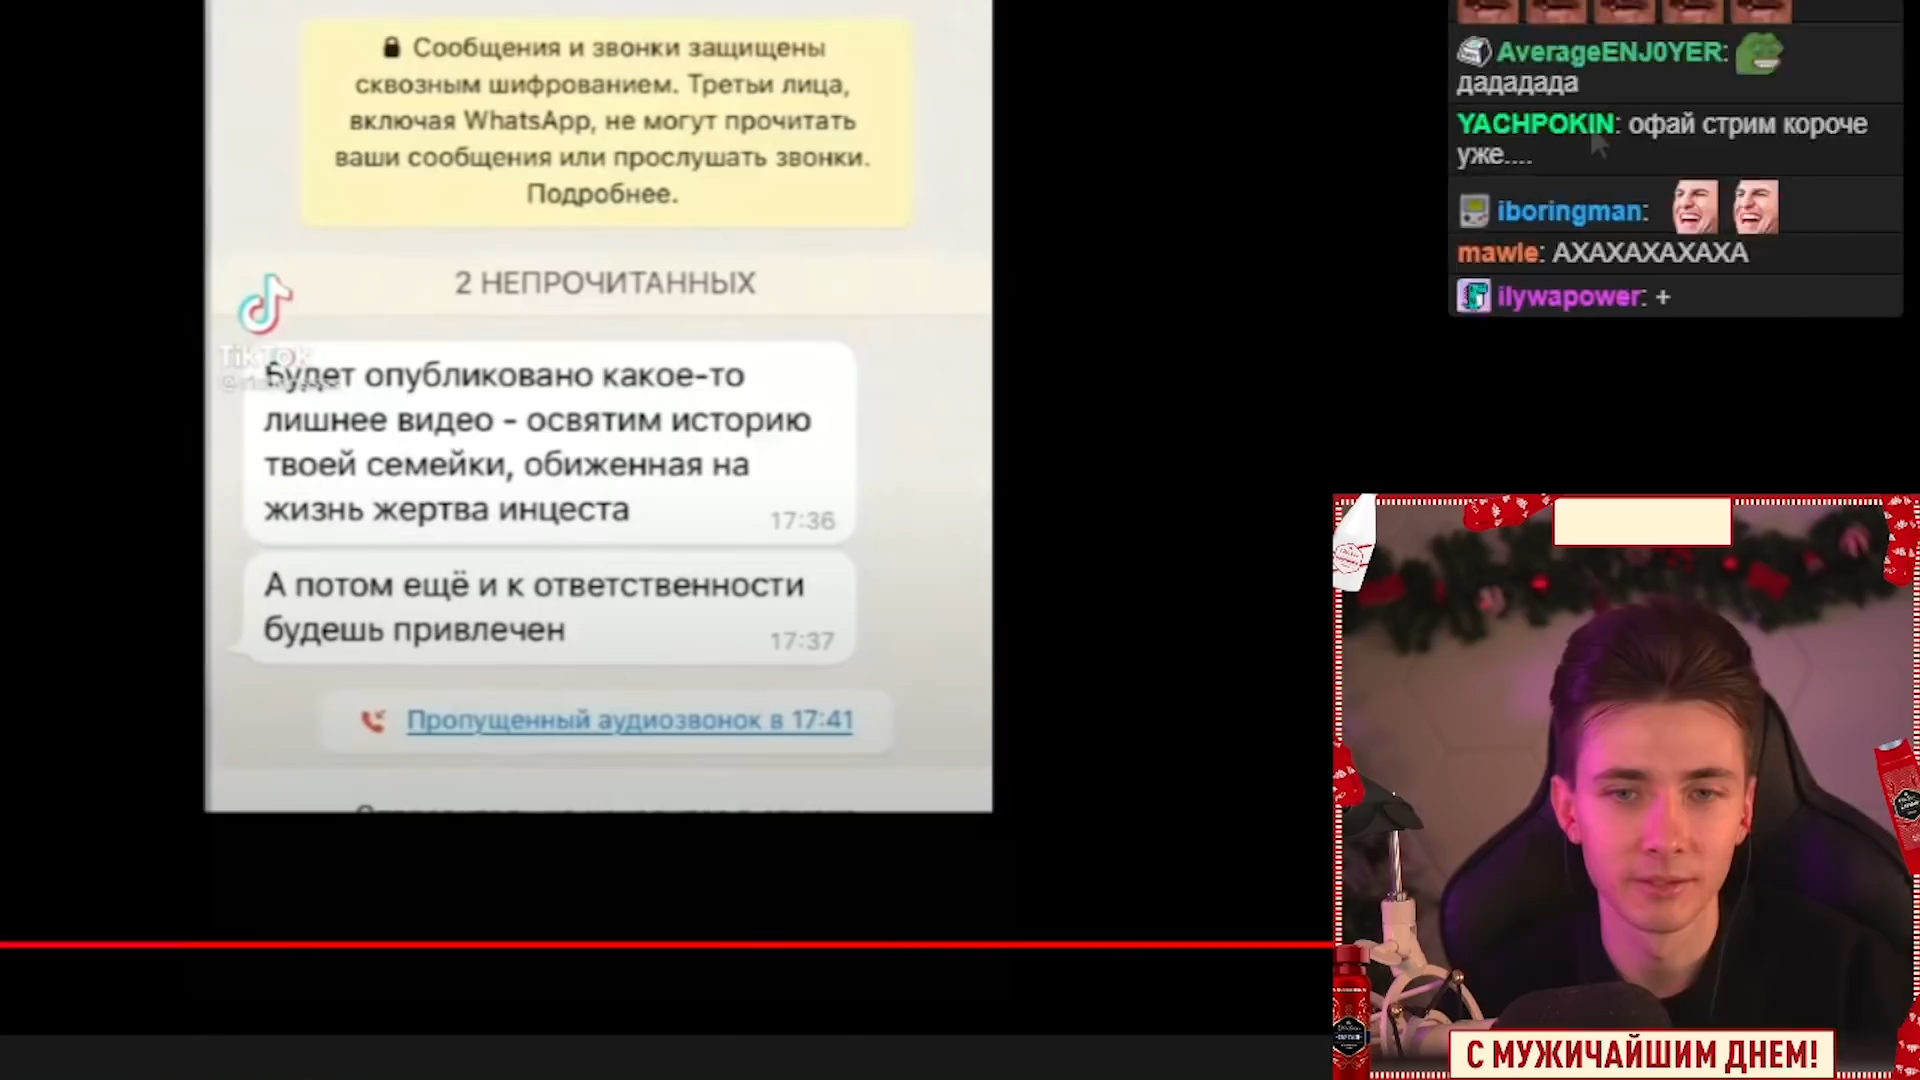 Сообщения и звонки защищены
сквозным шифрованием. Третьи лица,
включая WhatsApp, не могут прочитать
ваши сообщения или прослушать звонки.
Подробнее.
2 НЕПРОЧИТАННЫХ
TikTok
Будет опубликовано какое-то
лишнее видео - освятим историю
твоей семейки, обиженная на
жизнь жертва инцеста
17:36
А потом ещё и к ответственности
будешь привлечен
17:37
Пропущенный аудиозвонок в 17:41
AverageENJ0YER:
дададада
YACHPOKIN: офай стрим короче
уже....
iboringman:
mawle: АХАХАХАХАХА
ilywapower: +
С МУЖИЧАЙШИМ ДНЕМ!